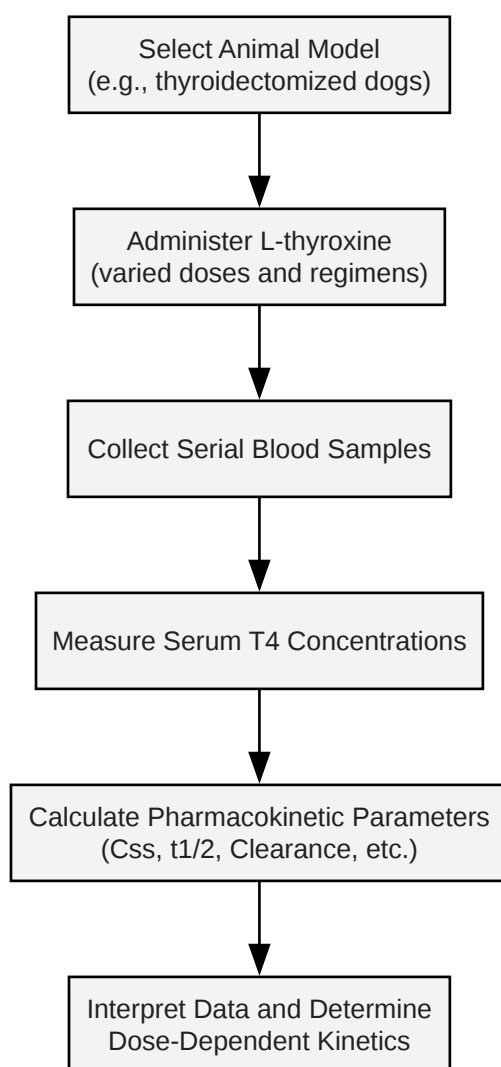 Select Animal Model
(e.g., thyroidectomized dogs)
Administer L-thyroxine
(varied doses and regimens)
Collect Serial Blood Samples
Measure Serum T4 Concentrations
Calculate Pharmacokinetic Parameters
(Css, t1/2, Clearance, etc.)
Interpret Data and Determine
Dose-Dependent Kinetics